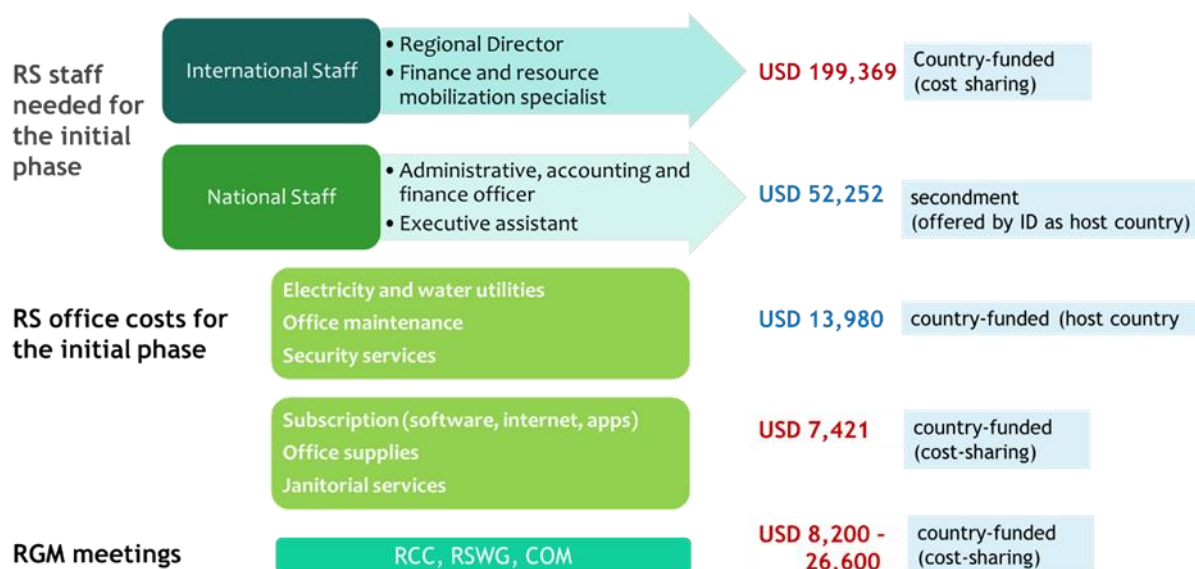 RS staff
needed for
the initial
phase
International Staff
• Regional Director
• Finance and resource
mobilization specialist
USD 199,369
Country-funded
(cost sharing)
National Staff
• Administrative, accounting and
finance officer
• Executive assistant
USD 52,252
secondment
(offered by ID as host country)
RS office costs for
the initial phase
Electricity and water utilities
Office maintenance
Security services
USD 13,980
country-funded (host country
Subscription (software, internet, apps)
Office supplies
Janitorial services
USD 7,421
country-funded
(cost-sharing)
RGM meetings
RCC, RSWG, COM
USD 8,200 -
26,600
country-funded
(cost-sharing)